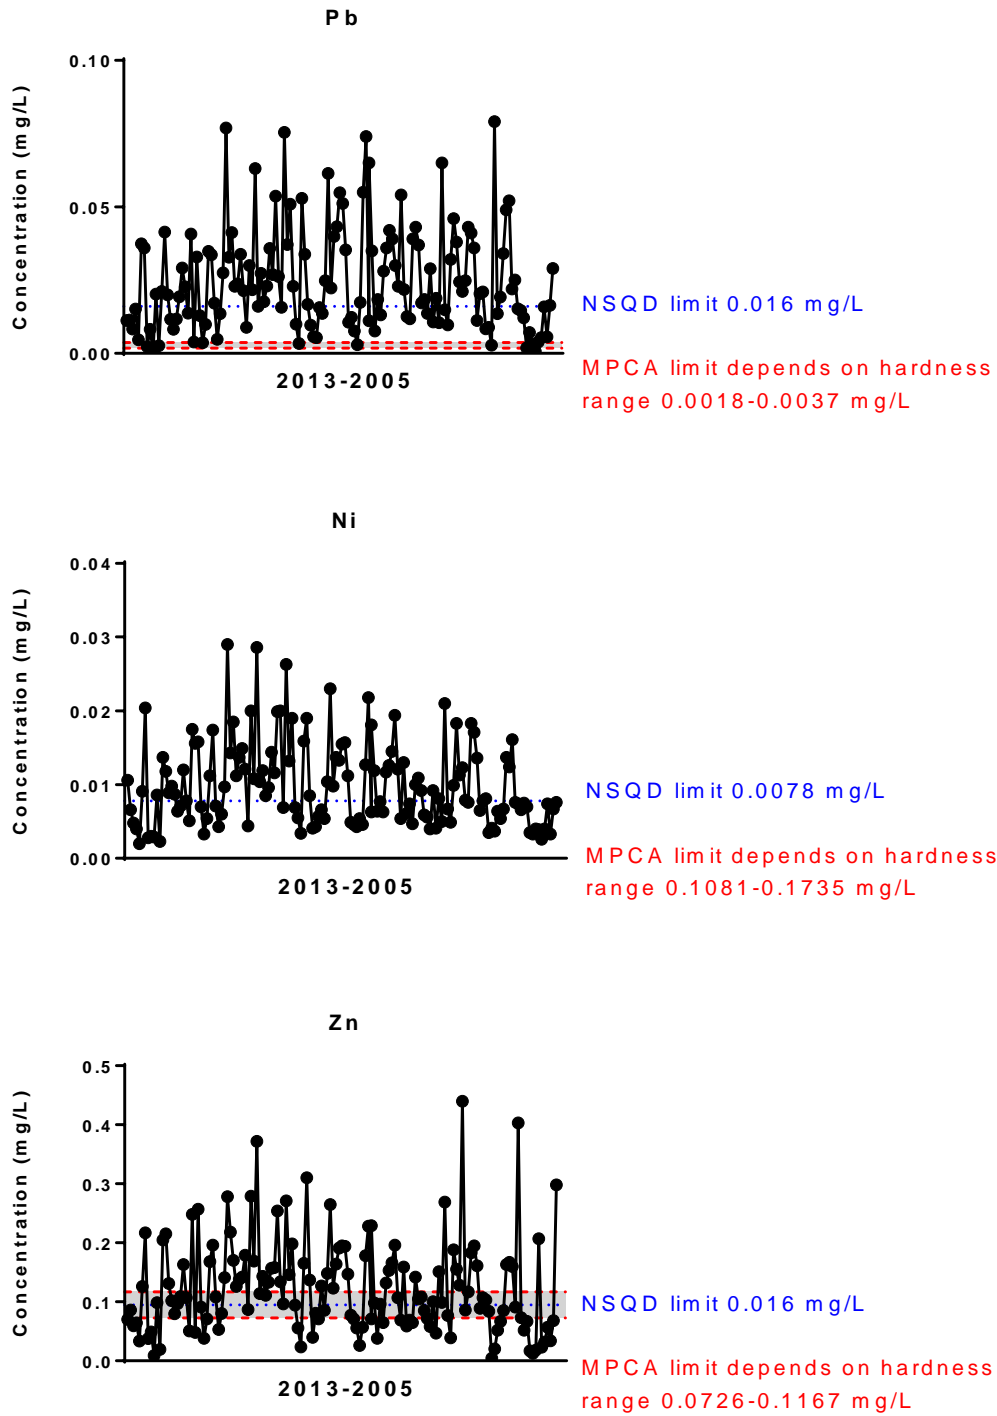 Pb
Concentration (mg/L)
0.10
0.05
0.00
2013-2005
NSQD limit 0.016 mg/L
MPCA limit depends on hardness
range 0.0018-0.0037 mg/L
Ni
Concentration (mg/L)
0.04
0.03
0.02
0.01
0.00
2013-2005
NSQD limit 0.0078 mg/L
MPCA limit depends on hardness
range 0.1081-0.1735 mg/L
Zn
Concentration (mg/L)
0.5
0.4
0.3
0.2
0.1
0.0
2013-2005
NSQD limit 0.016 mg/L
MPCA limit depends on hardness
range 0.0726-0.1167 mg/L